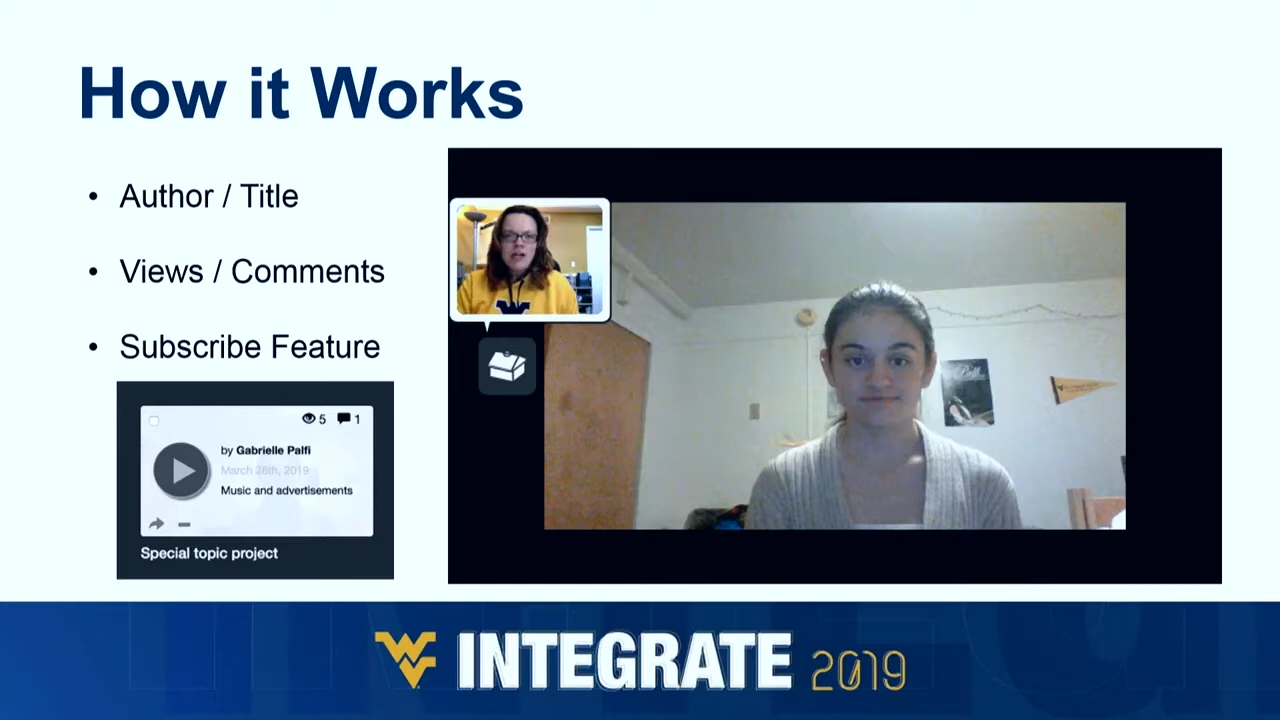 How it Works
• Author / Title
• Views / Comments
• Subscribe Feature
5 1
by Gabrielle Palfi
March 28th, 2019
Music and advertisements
Special topic project
WV INTEGRATE 2019